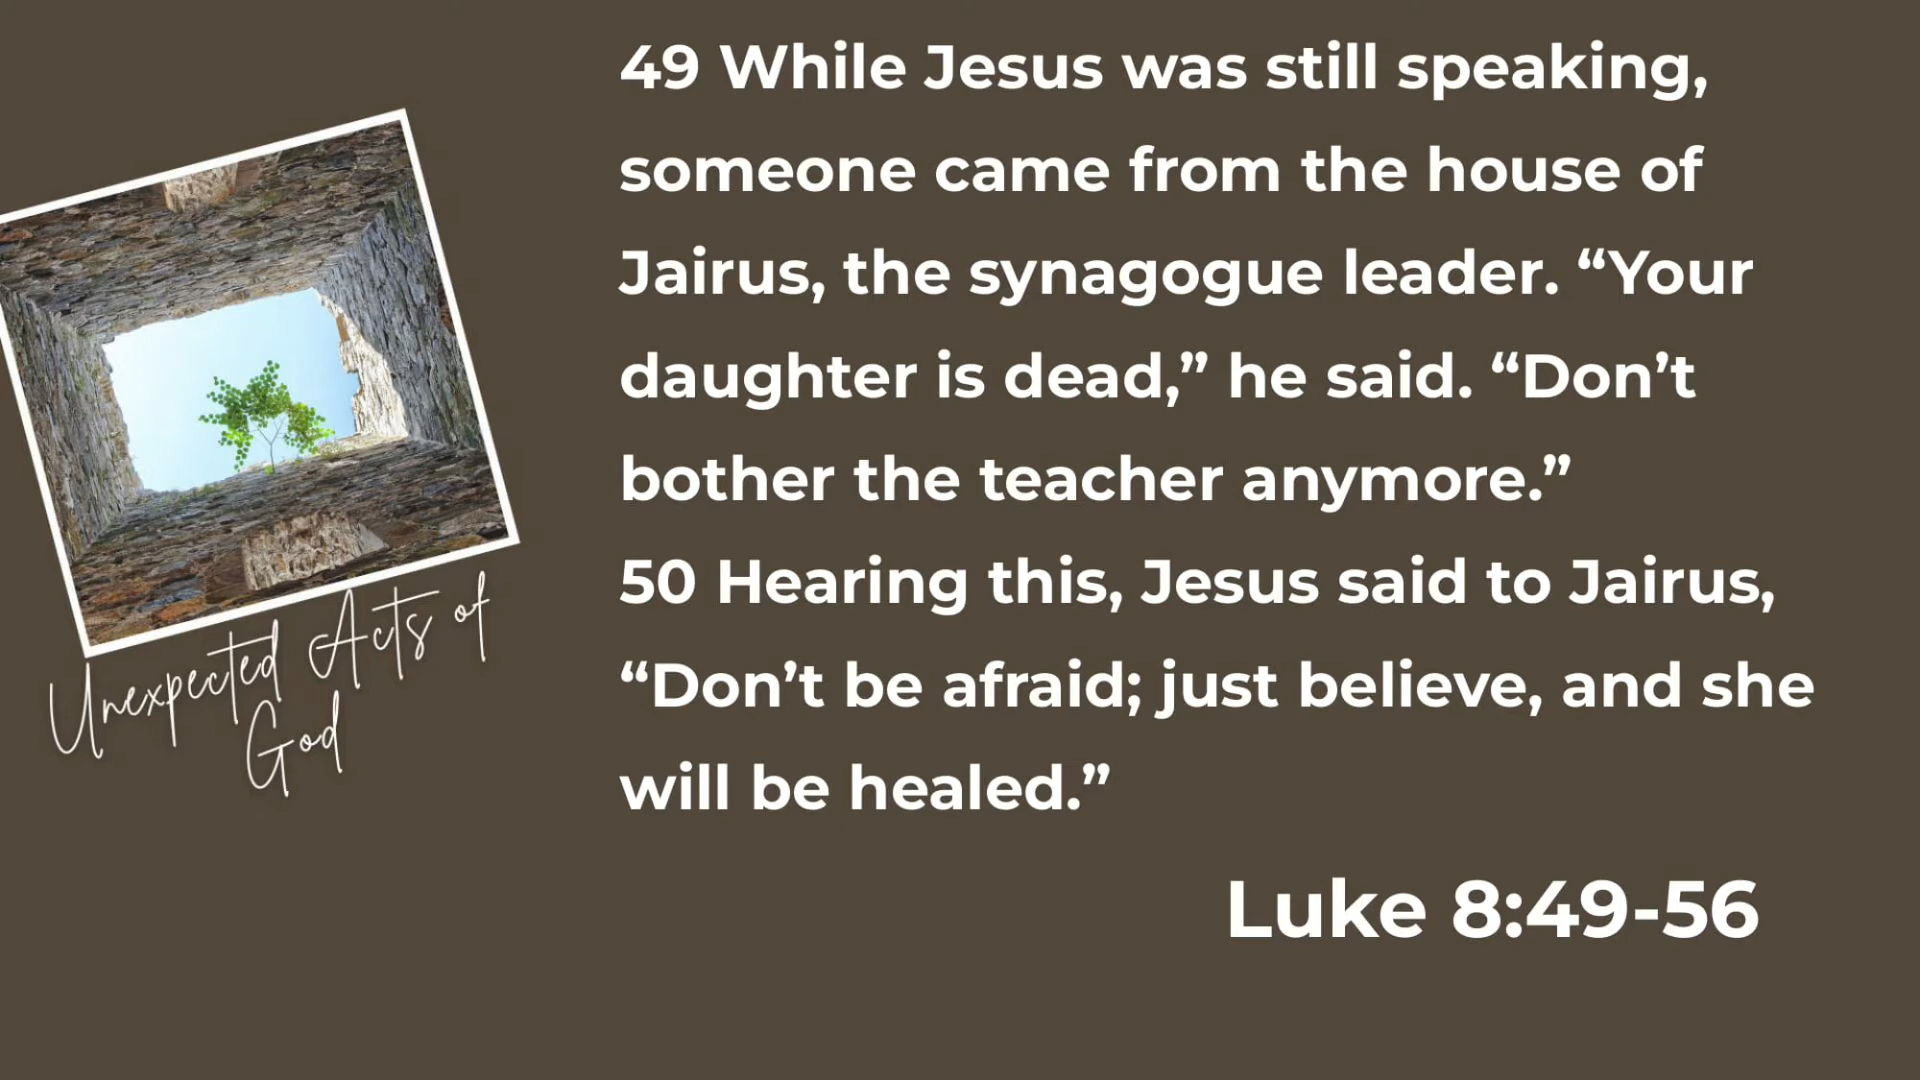 49 While Jesus was still speaking,
someone came from the house of
Jairus, the synagogue leader. “Your
daughter is dead,” he said. “Don’t
bother the teacher anymore.”
50 Hearing this, Jesus said to Jairus,
“Don’t be afraid; just believe, and she
will be healed.”
Luke 8:49-56
Unexpected Acts of
God